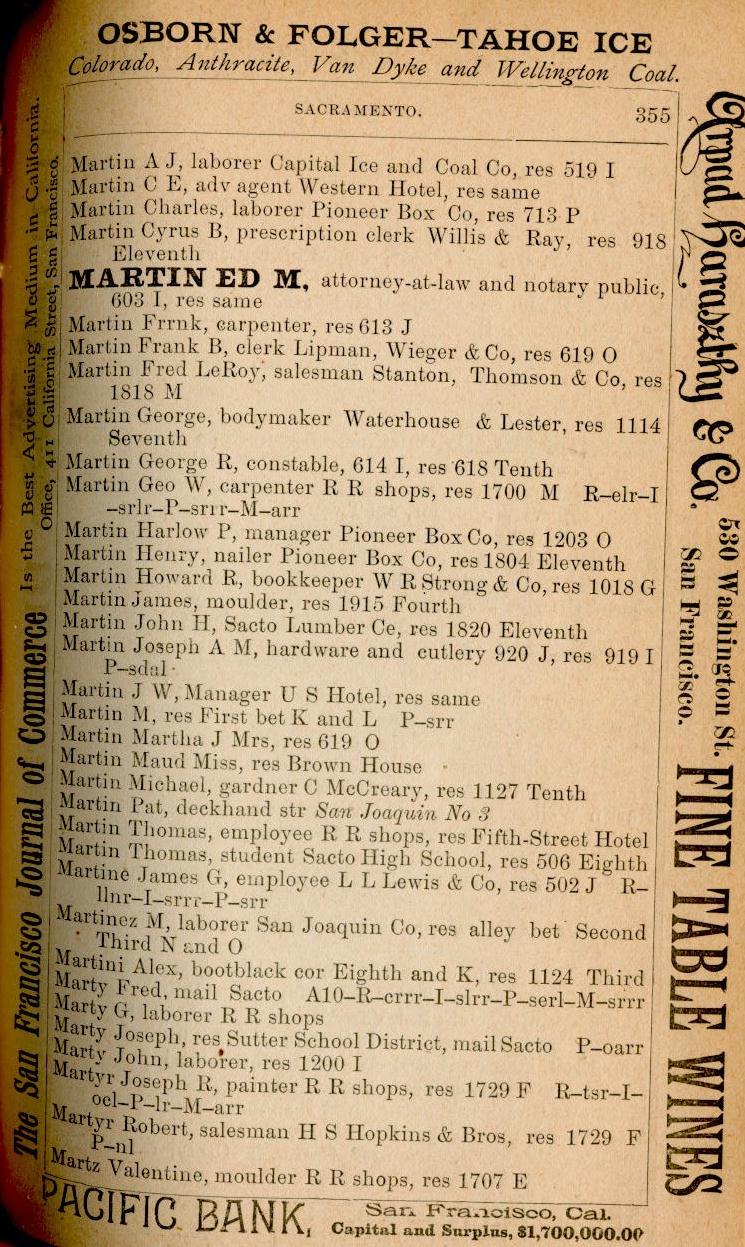 OSBORN & FOLGER—TAHOE ICE
Colorado, Anthracite, Van Dyke and Wellington Coal.
SACRAMENTO. 355
Martin A J, laborer Capital Ice and Coal Co, res 519 I
Martin C E, adv agent Western Hotel, res same
Martin Charles, laborer Pioneer Box Co, res 713 P
Martin Cyrus B, prescription clerk Willis & Ray, res 918
Eleventh
MARTIN ED M, attorney-at-law and notary public,
603 I, res same
Martin Frrnk, carpenter, res 613 J
Martin Frank B, clerk Lipman, Wieger & Co, res 619 O
Martin Fred LeRoy, salesman Stanton, Thomson & Co, res
1818 M
Martin George, bodymaker Waterhouse & Lester, res 1114
Seventh
Martin George R, constable, 614 I, res 618 Tenth
Martin Geo W, carpenter R R shops, res 1700 M R–elr–I
–srlr–P–srrr–M–arr
Martin Harlow P, manager Pioneer Box Co, res 1203 O
Martin Henry, nailer Pioneer Box Co, res 1804 Eleventh
Martin Howard R, bookkeeper W R Strong & Co, res 1018 G
Martin James, moulder, res 1915 Fourth
Martin John H, Sacto Lumber Ce, res 1820 Eleventh
Martin Joseph A M, hardware and cutlery 920 J, res 919 I
P–sdal
Martin J W, Manager U S Hotel, res same
Martin M, res First bet K and L P–srr
Martin Martha J Mrs, res 619 O
Martin Maud Miss, res Brown House
Martin Michael, gardner C McCreary, res 1127 Tenth
Martin Pat, deckhand str San Joaquin No 3
Martin Thomas, employee R R shops, res Fifth-Street Hotel
Martin Thomas, student Sacto High School, res 506 Eighth
Martine James G, employee L L Lewis & Co, res 502 J R–
llnr–I–srrr–P–srr
Martinez M, laborer San Joaquin Co, res alley bet Second
Third N and O
Martini Alex, bootblack cor Eighth and K, res 1124 Third
Marty Fred, mail Sacto A10–R–crrr–I–slrr–P–serl–M–srrr
Marty G, laborer R R shops
Marty Joseph, res Sutter School District, mail Sacto P–oarr
Marty John, laborer, res 1200 I
Martyr Joseph R, painter R R shops, res 1729 F R–tsr–I–
ocl–P–lr–M–arr
Martyr Robert, salesman H S Hopkins & Bros, res 1729 F
P–nl
Martz Valentine, moulder R R shops, res 1707 E
PACIFIC BANK, San Francisco, Cal.
Capital and Surplus, $1,700,000.00
The San Francisco Journal of Commerce Is the Best Advertising Medium in California.
Office, 411 California Street, San Francisco.
Arpad Haraszthy & Co. 530 Washington St. FINE TABLE WINES
San Francisco.